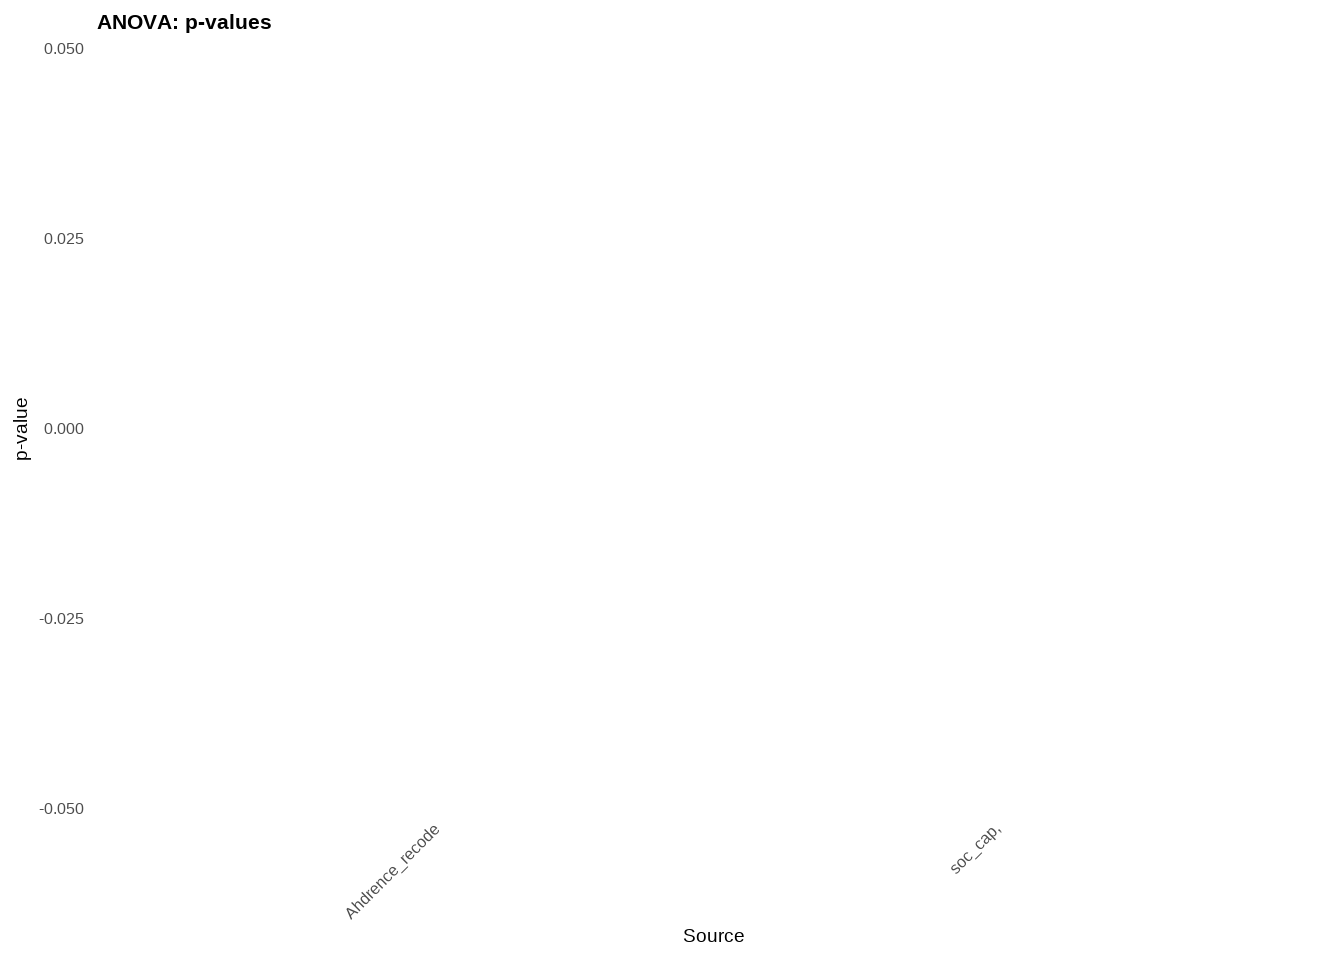 ANOVA: p-values
0.050
0.025
0.000
-0.025
-0.050
p-value
Ahdrence_recode
soc_cap,
Source